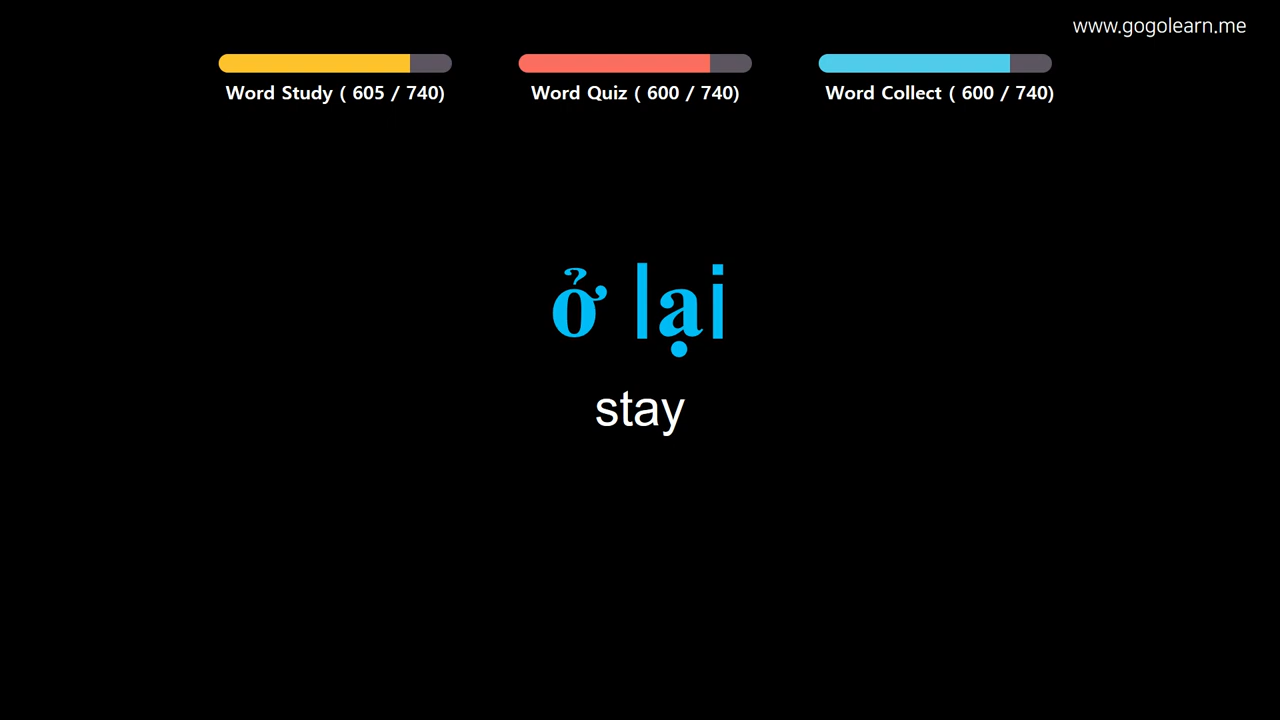 www.gogolearn.me
Word Study ( 605 / 740)
Word Quiz ( 600 / 740)
Word Collect ( 600 / 740)
ở lại
stay